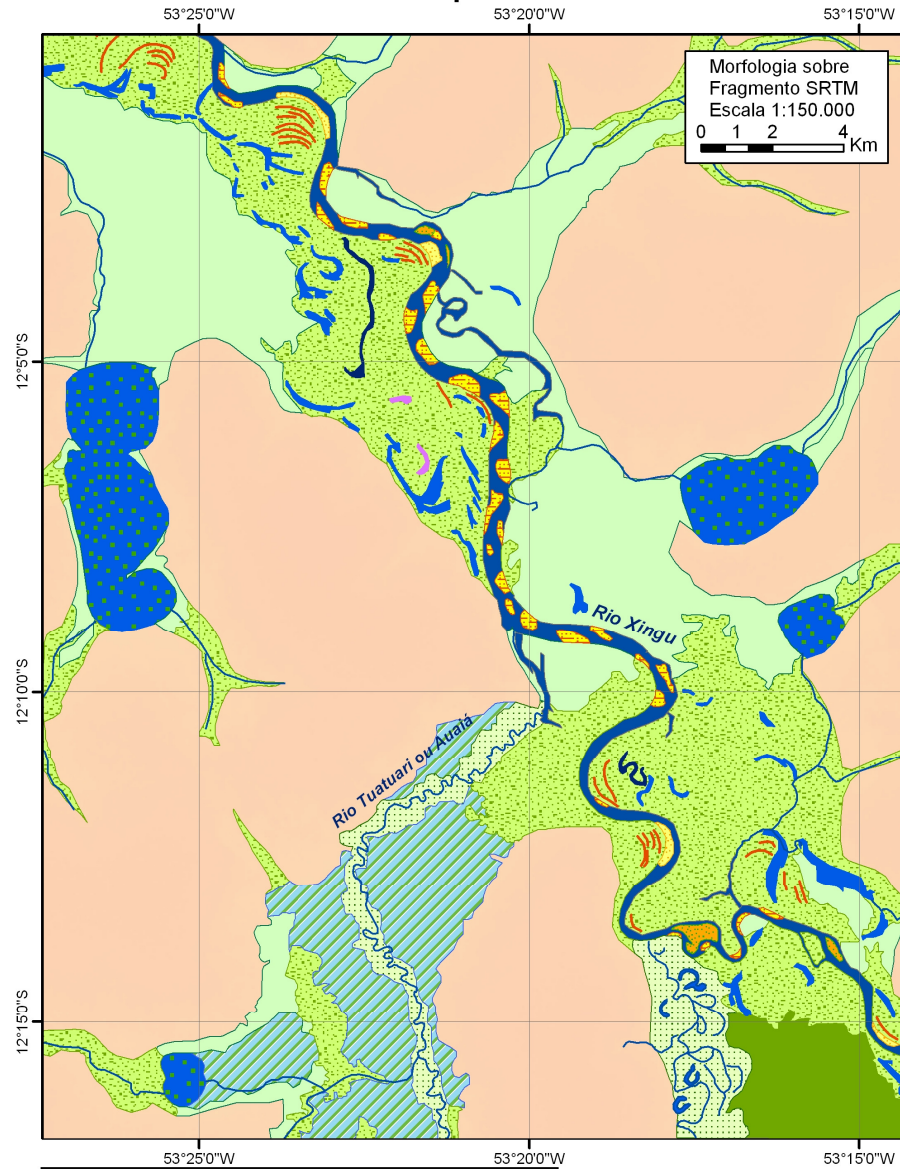 53°25'0"W 53°20'0"W 53°15'0"W
Morfologia sobre
Fragmento SRTM
Escala 1:150.000
0 1 2 4 Km
12°5'0"S
Rio Xingu
12°10'0"S
Rio Tuatuari ou Auaiá
12°15'0"S
53°25'0"W 53°20'0"W 53°15'0"W